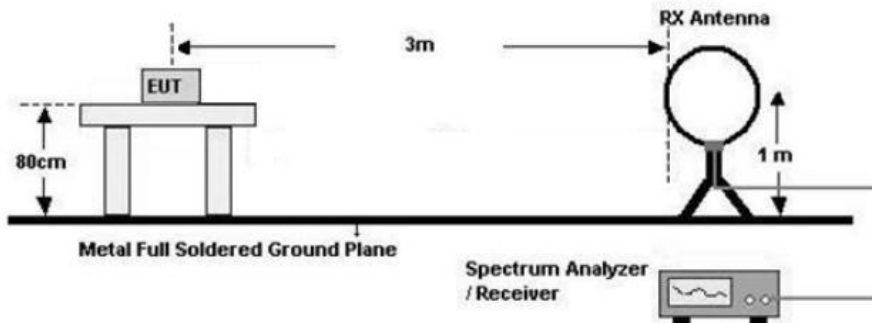 RX Antenna
3m
EUT
80cm
1 m
Metal Full Soldered Ground Plane
Spectrum Analyzer
/ Receiver